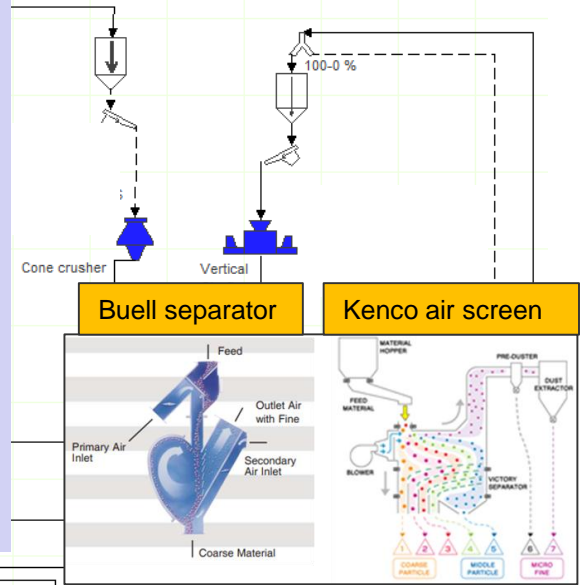 100-0 %
Cone crusher
Vertical
Buell separator
Kenco air screen
Feed
Outlet Air
with Fine
Primary Air
Inlet
Secondary
Air Inlet
Coarse Material
MATERIAL
HOPPER
PRE-DUSTER
DUST
EXTRACTOR
FEED
MATERIAL
BLOWER
VICTORY
SEPARATOR
1 2 3 4 5 6 7
COARSE
PARTICLE
MIDDLE
PARTICLE
MICRO
FINE